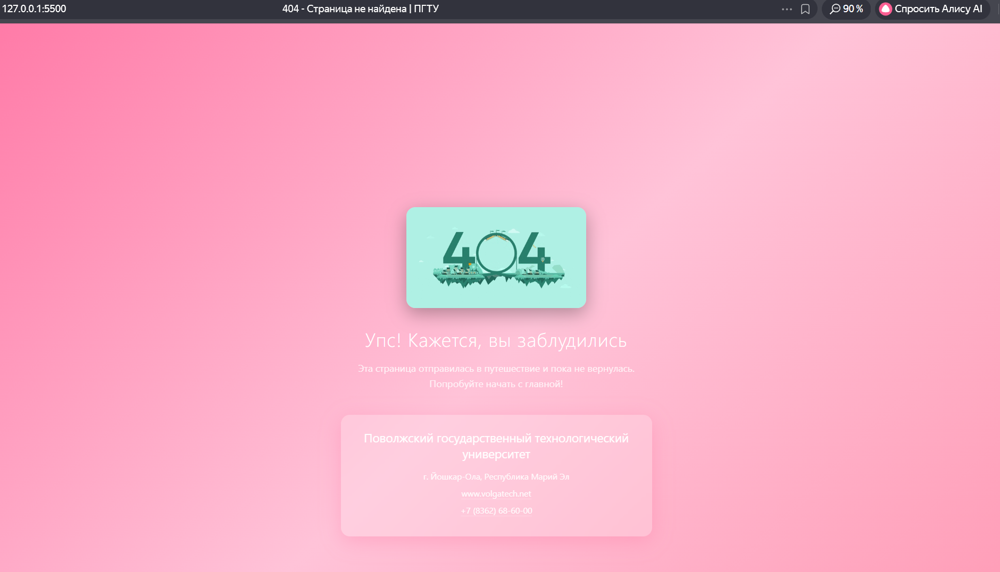 127.0.0.1:5500
404 - Страница не найдена | ПГТУ
90 %
Спросить Алису AI
404
Упс! Кажется, вы заблудились
Эта страница отправилась в путешествие и пока не вернулась.
Попробуйте начать с главной!
Поволжский государственный технологический
университет
г. Йошкар-Ола, Республика Марий Эл
www.volgatech.net
+7 (8362) 68-60-00